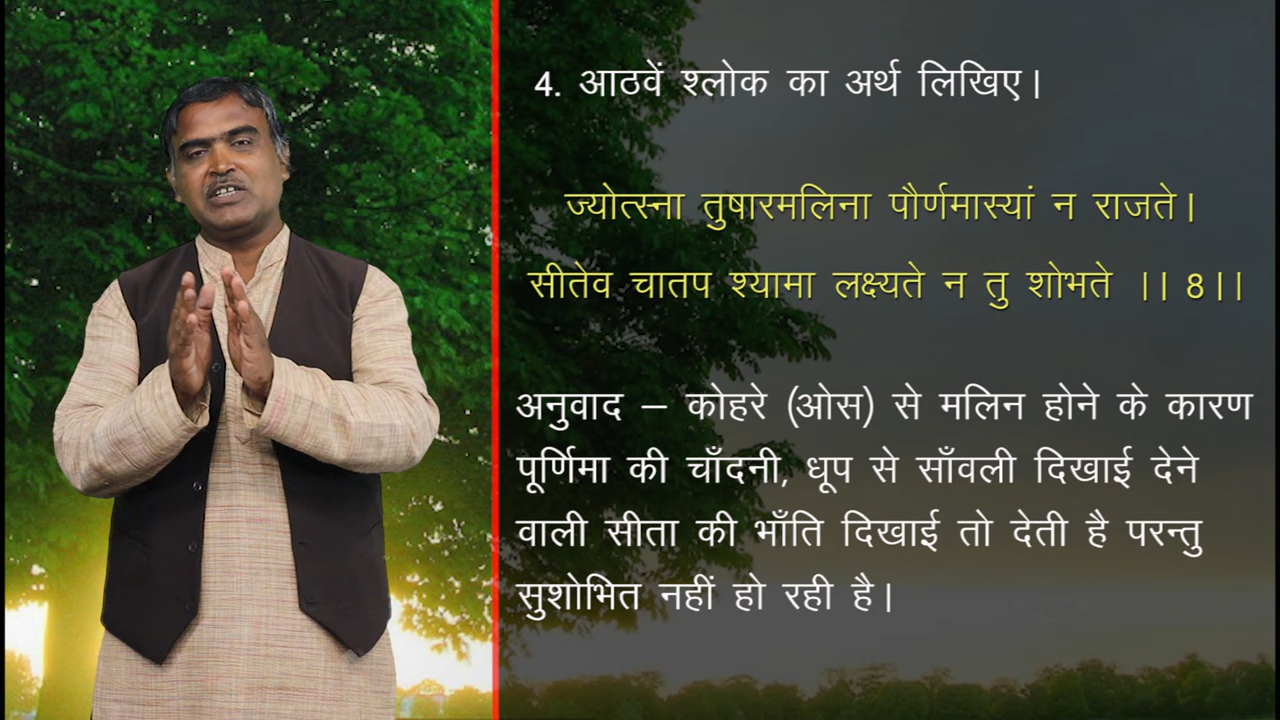 4. आठवें श्लोक का अर्थ लिखिए।
ज्योत्स्ना तुषारमलिना पौर्णमास्यां न राजते।
सीतेव चातप श्यामा लक्ष्यते न तु शोभते ।। 8।।
अनुवाद – कोहरे (ओस) से मलिन होने के कारण
पूर्णिमा की चाँदनी, धूप से साँवली दिखाई देने
वाली सीता की भाँति दिखाई तो देती है परन्तु
सुशोभित नहीं हो रही है।